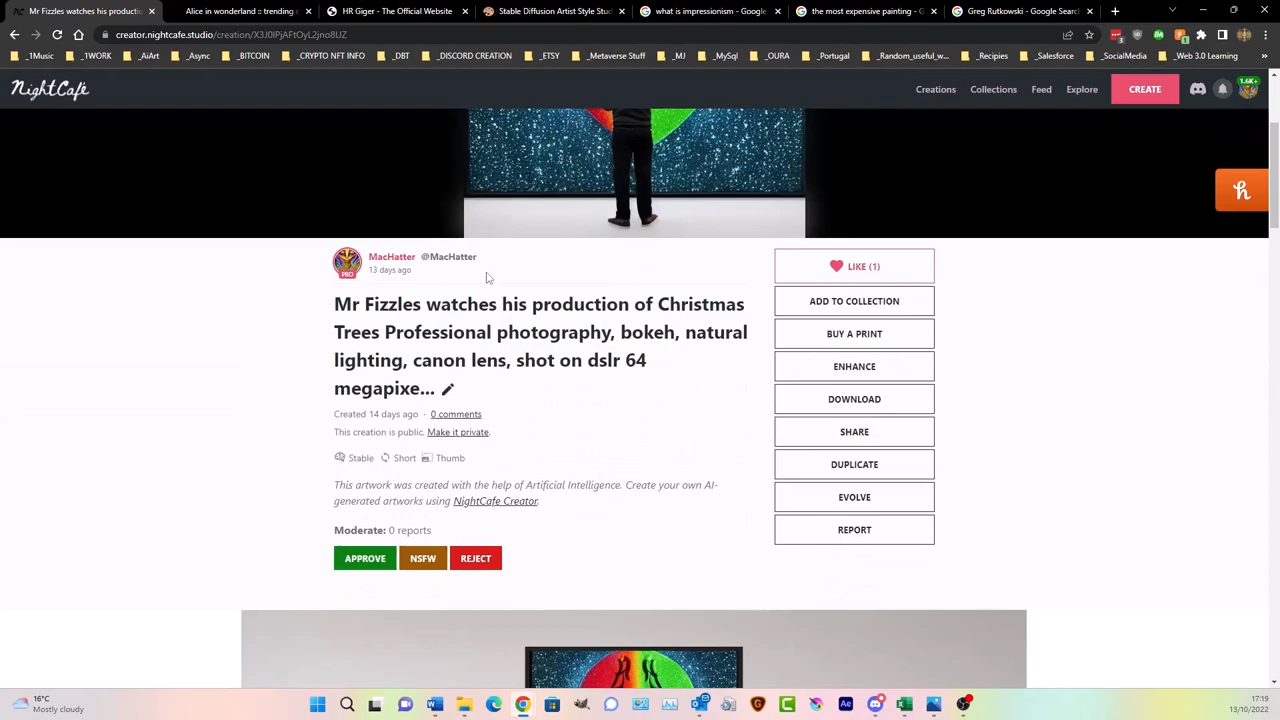 Mr Fizzles watches his producti
Alice in wonderland :: trending c
HR Giger - The Official Website
Stable Diffusion Artist Style Stud
what is impressionism - Google
the most expensive painting -
Greg Rutkowski - Google Search
creator.nightcafe.studio/creation/X3J0IPjAFtOyL2jno8UZ
_1Music
_1WORK
_AiArt
_Async
_BITCOIN
_CRYPTO NFT INFO
_DBT
_DISCORD CREATION
_ETSY
_Metaverse Stuff
_MJ
_MySql
_OURA
_Portugal
_Random_useful_w...
_Recipies
_Salesforce
_SocialMedia
_Web 3.0 Learning
NightCafe
Creations
Collections
Feed
Explore
CREATE
1.6K+
MacHatter @MacHatter
PRO
13 days ago
Mr Fizzles watches his production of Christmas
Trees Professional photography, bokeh, natural
lighting, canon lens, shot on dslr 64
megapixe...
Created 14 days ago · 0 comments
This creation is public. Make it private.
Stable Short Thumb
This artwork was created with the help of Artificial Intelligence. Create your own AI-
generated artworks using NightCafe Creator.
Moderate: 0 reports
APPROVE
NSFW
REJECT
LIKE (1)
ADD TO COLLECTION
BUY A PRINT
ENHANCE
DOWNLOAD
SHARE
DUPLICATE
EVOLVE
REPORT
h
16°C
Mostly cloudy
17:19
13/10/2022